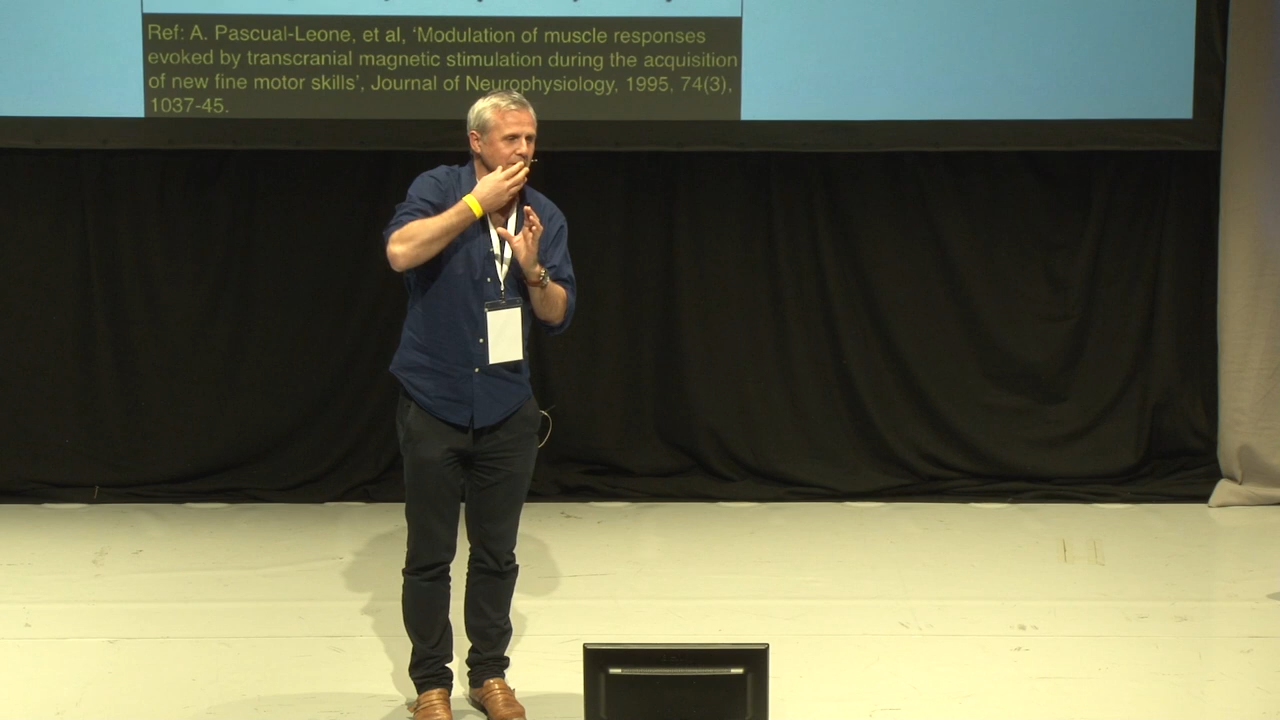 Ref: A. Pascual-Leone, et al, ‘Modulation of muscle responses
evoked by transcranial magnetic stimulation during the acquisition
of new fine motor skills’, Journal of Neurophysiology, 1995, 74(3),
1037-45.